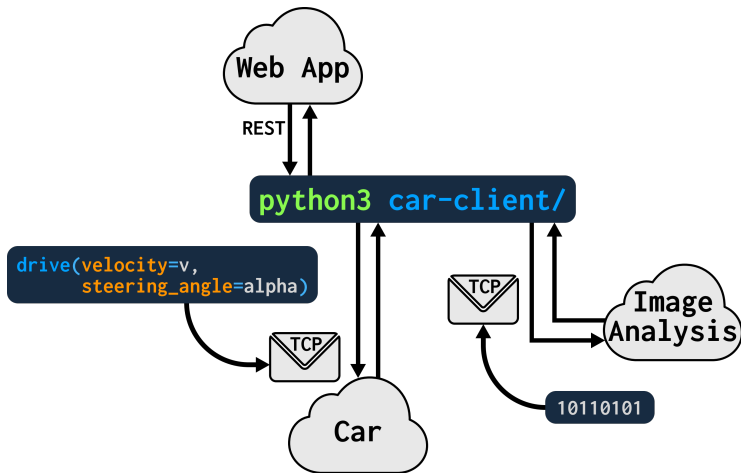 Web App
REST
python3 car-client/
drive(velocity=v,
steering_angle=alpha)
TCP
TCP
Image
Analysis
10110101
Car